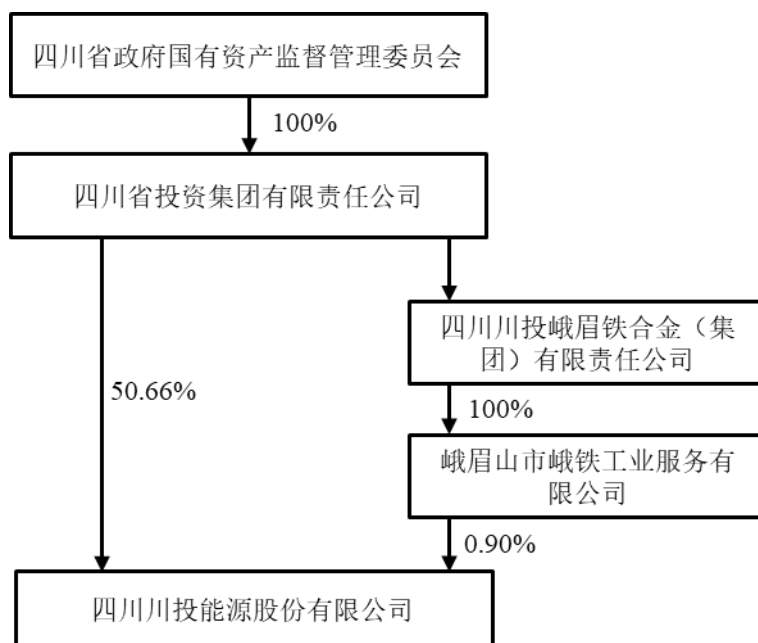 四川省政府国有资产监督管理委员会
100%
四川省投资集团有限责任公司
四川川投峨眉铁合金（集
团）有限责任公司
50.66%
100%
峨眉山市峨铁工业服务有
限公司
0.90%
四川川投能源股份有限公司